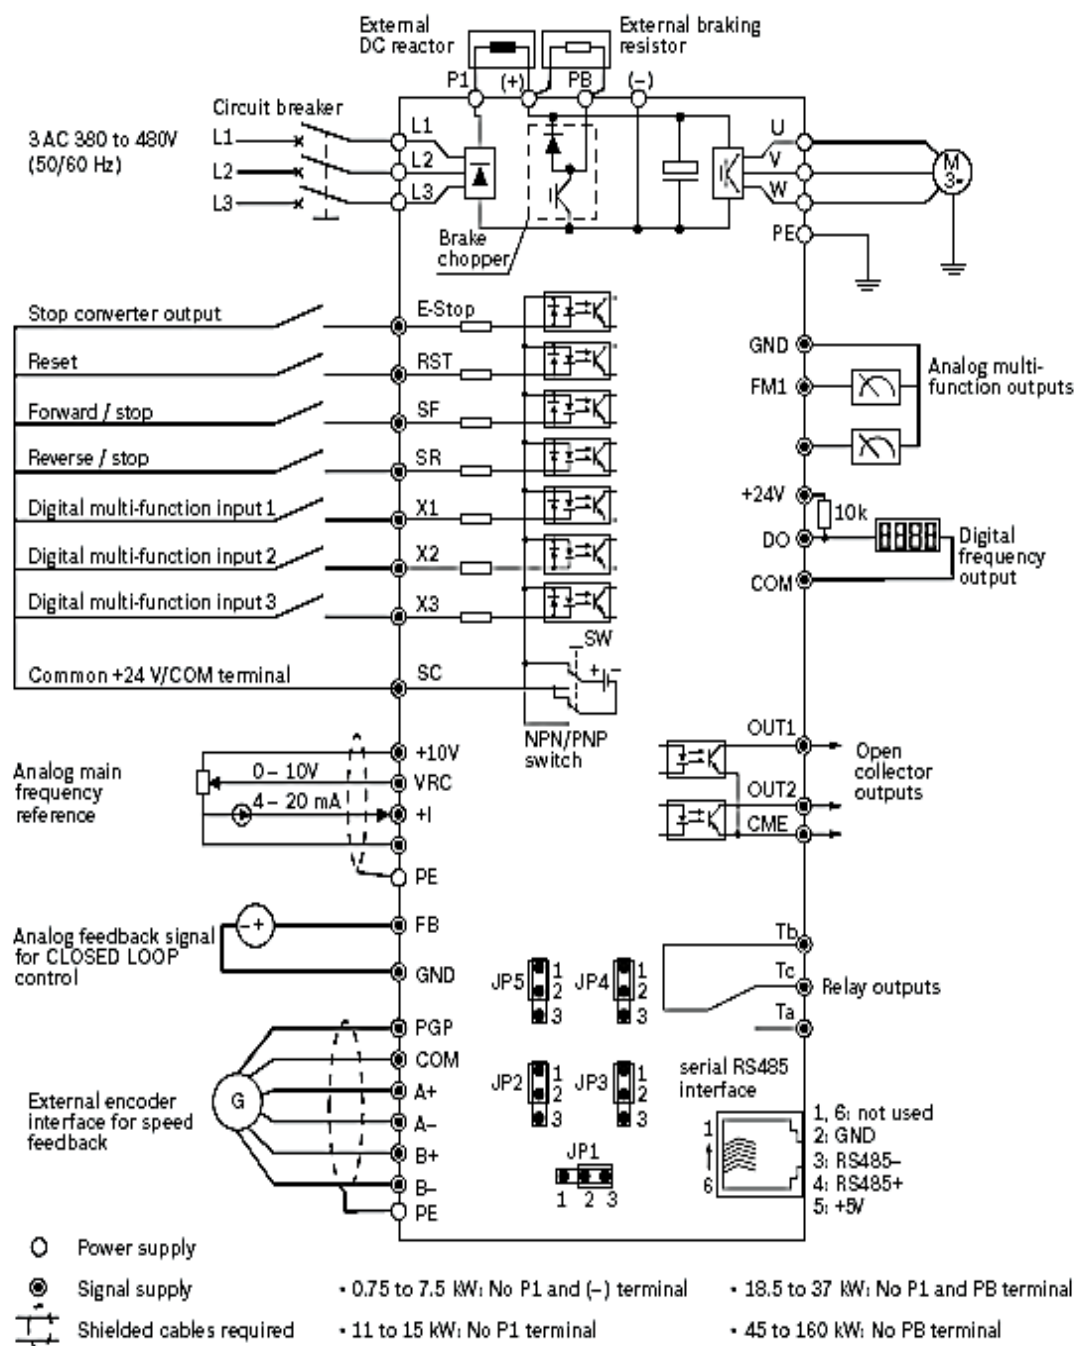 External
DC reactor
External braking
resistor
P1
(+)
PB
(−)
Circuit breaker
3 AC 380 to 480V
(50/60 Hz)
L1
L2
L3
L1
L2
L3
U
V
W
M
3~
PE
Brake
chopper
Stop converter output
E-Stop
Reset
RST
Forward / stop
SF
Reverse / stop
SR
Digital multi-function input 1
X1
Digital multi-function input 2
X2
Digital multi-function input 3
X3
Common +24 V/COM terminal
SC
SW
+ −
NPN/PNP
switch
GND
FM1
Analog multi-
function outputs
+24V
10k
DO
COM
Digital
frequency
output
Analog main
frequency
reference
0 – 10V
4 – 20 mA
+10V
VRC
+I
PE
OUT1
OUT2
CME
Open
collector
outputs
Analog feedback signal
for CLOSED LOOP
control
−+
FB
GND
JP5
1
2
3
JP4
1
2
3
Tb
Tc
Ta
Relay outputs
External encoder
interface for speed
feedback
G
PGP
COM
A+
A−
B+
B−
PE
JP2
1
2
3
JP3
1
2
3
JP1
1 2 3
serial RS485
interface
1
6
1, 6: not used
2: GND
3: RS485−
4: RS485+
5: +5V
Power supply
Signal supply
Shielded cables required
• 0.75 to 7.5 kW: No P1 and (−) terminal
• 11 to 15 kW: No P1 terminal
• 18.5 to 37 kW: No P1 and PB terminal
• 45 to 160 kW: No PB terminal